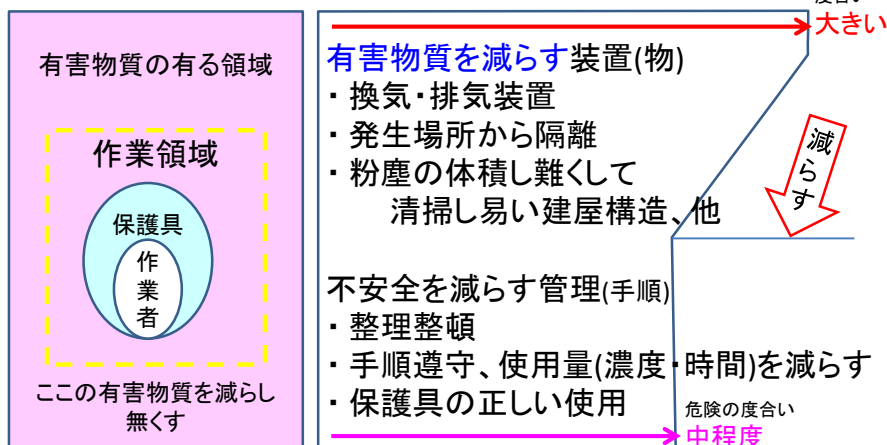 有害物質の有る領域
作業領域
保護具
作
業
者
ここの有害物質を減らし
無くす
度合い
大きい
有害物質を減らす装置(物)
・換気・排気装置
・発生場所から隔離
・粉塵の体積し難くして
清掃し易い建屋構造、他
減らす
不安全を減らす管理(手順)
・整理整頓
・手順遵守、使用量(濃度・時間)を減らす
・保護具の正しい使用
危険の度合い
中程度